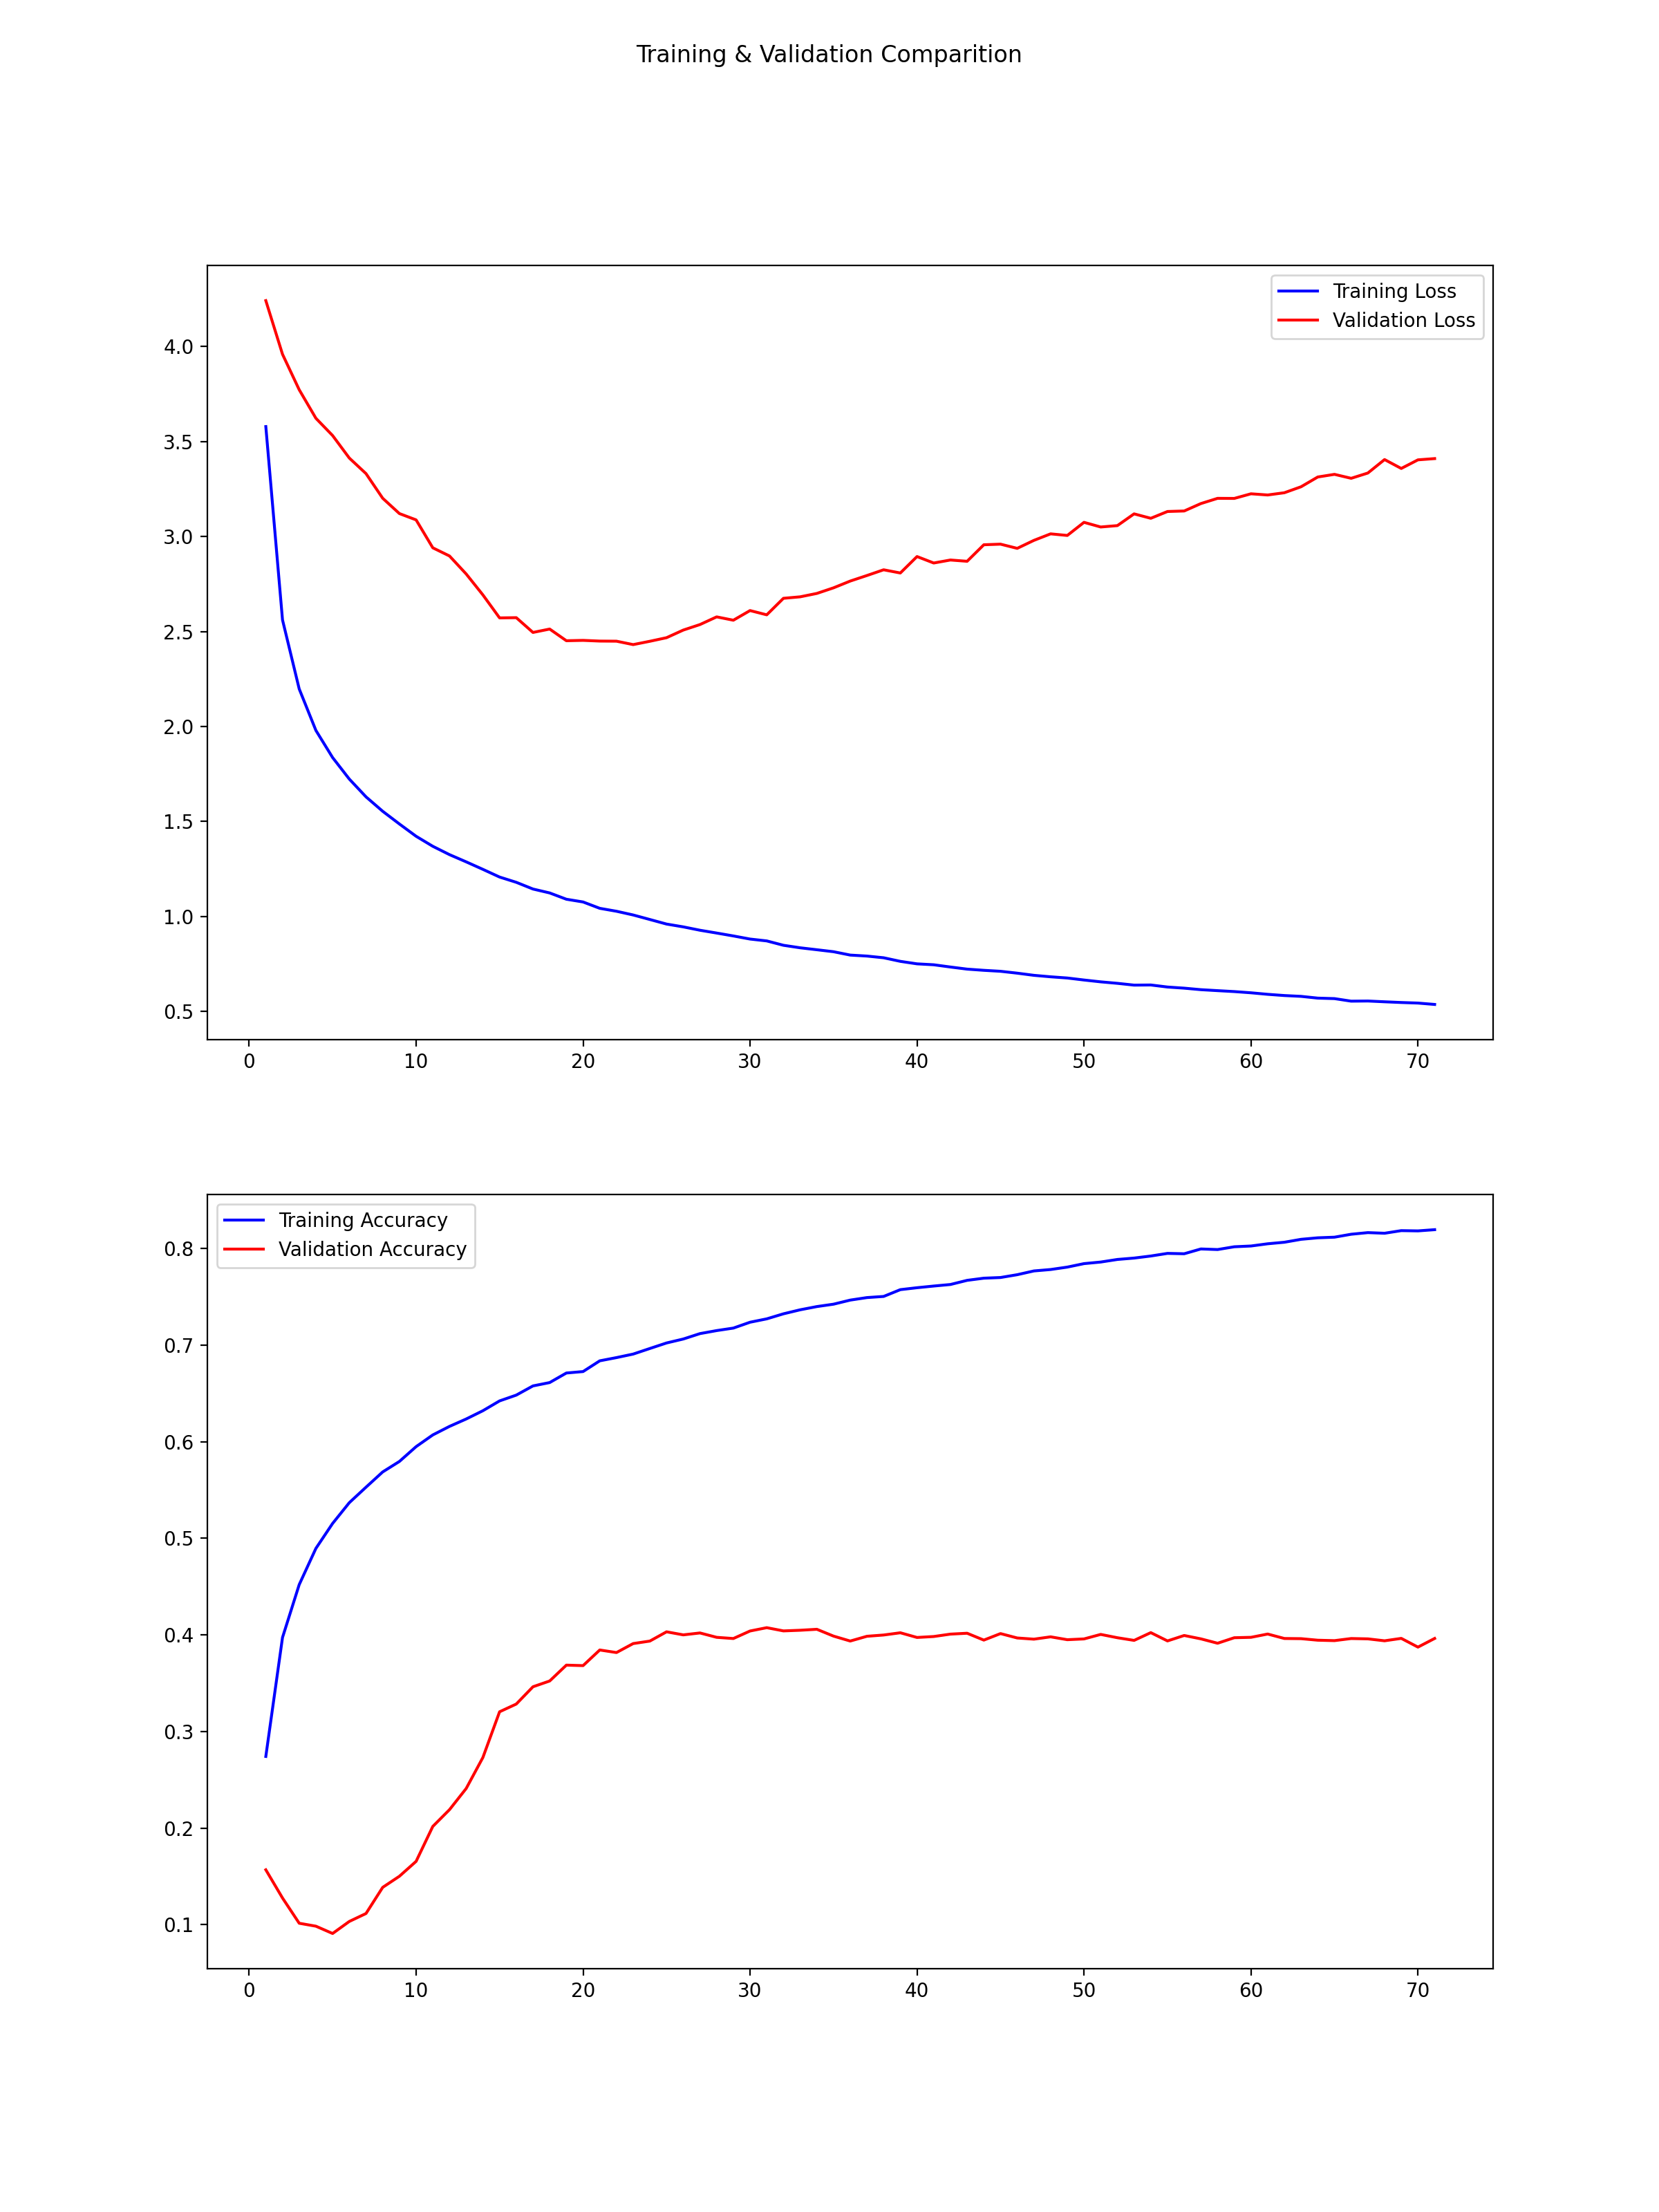 Training & Validation Comparition
Training Loss
Validation Loss
4.0
3.5
3.0
2.5
2.0
1.5
1.0
0.5
0 10 20 30 40 50 60 70
Training Accuracy
Validation Accuracy
0.8
0.7
0.6
0.5
0.4
0.3
0.2
0.1
0 10 20 30 40 50 60 70